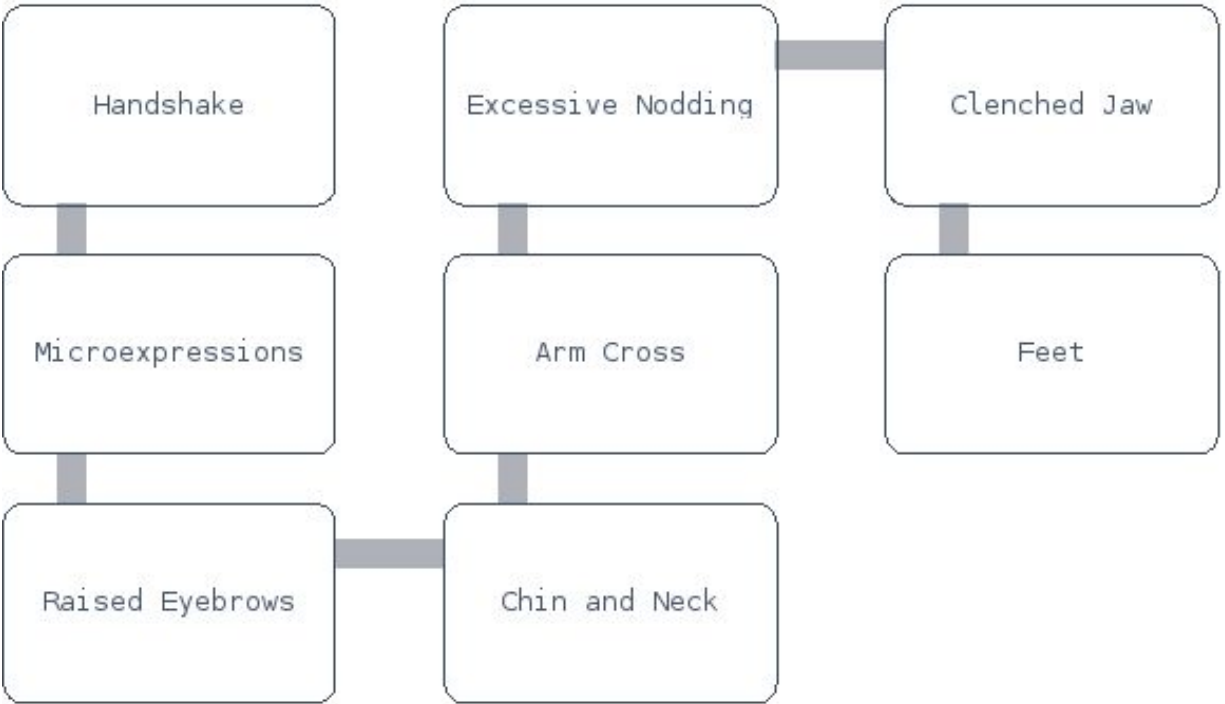 Handshake
Microexpressions
Raised Eyebrows
Chin and Neck
Arm Cross
Excessive Nodding
Clenched Jaw
Feet